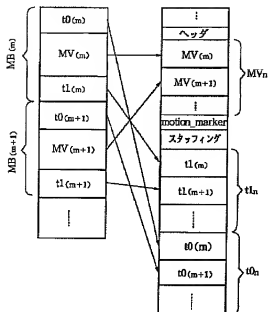 MB(m)
t0(m)
MV(m)
t1(m)
MB(m+1)
t0(m+1)
MV(m+1)
t1(m+1)
ヘッダ
MV(m)
MV(m+1)
MVn
motion_marker
スタッフィング
t1(m)
t1(m+1)
t1n
t0(m)
t0(m+1)
t0n